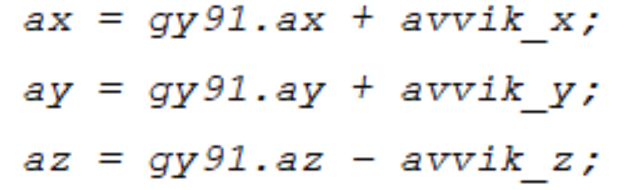 ax = gy91.ax + avvik_x;
ay = gy91.ay + avvik_y;
az = gy91.az - avvik_z;